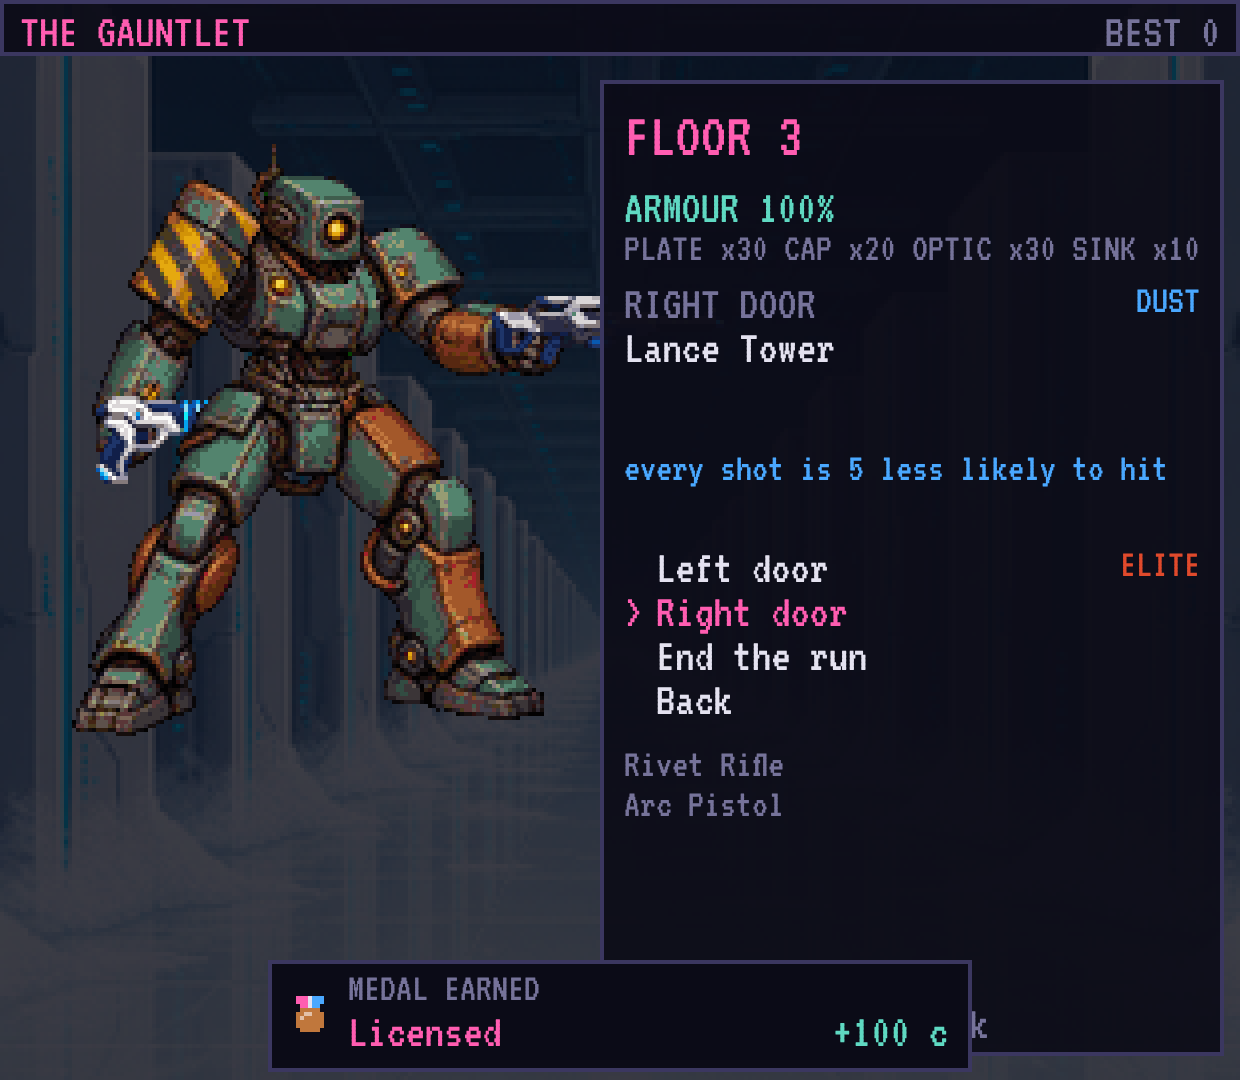 THE GAUNTLET BEST 0
FLOOR 3
ARMOUR 100%
PLATE x30 CAP x20 OPTIC x30 SINK x10
RIGHT DOOR DUST
Lance Tower
every shot is 5 less likely to hit
Left door ELITE
> Right door
End the run
Back
Rivet Rifle
Arc Pistol
MEDAL EARNED
Licensed +100 c